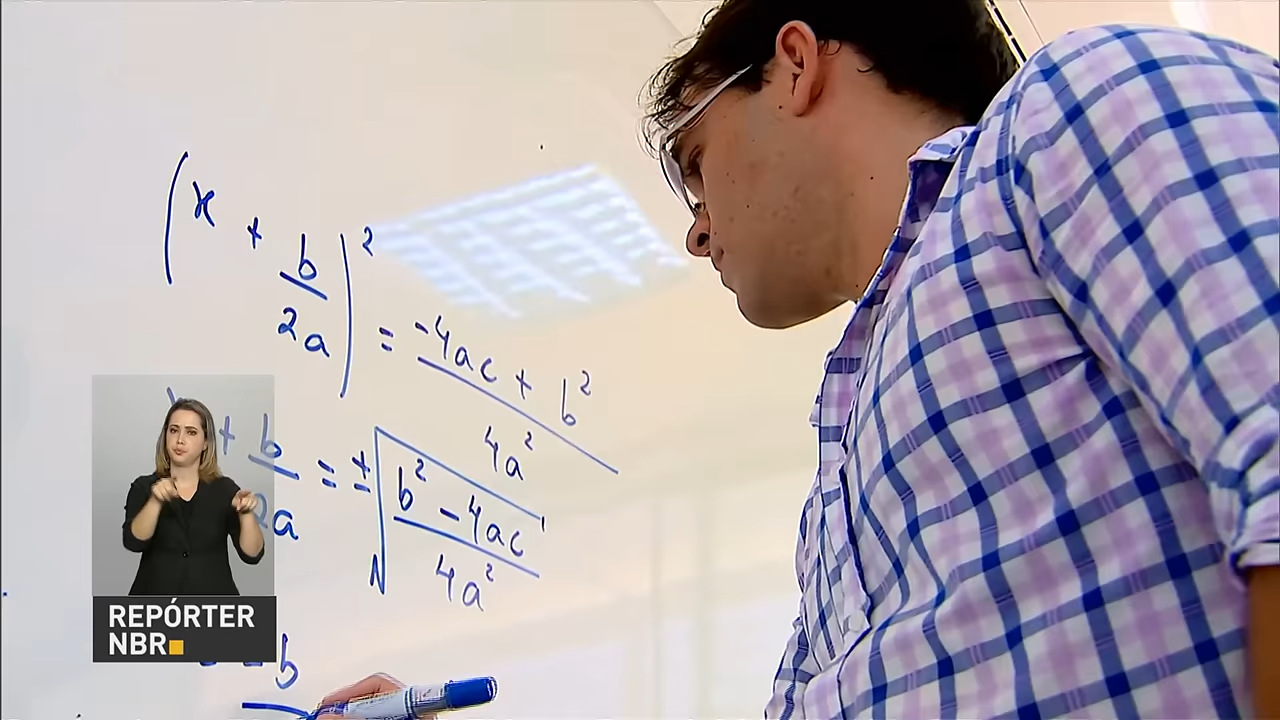 (x + b/2a)² = -4ac + b² / 4a²
+ b/2a = ± √(b² - 4ac / 4a²)
- b
REPÓRTER
NBR